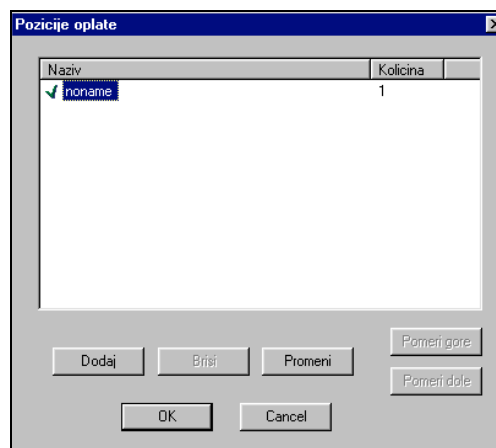 Pozicije oplate
Naziv Kolicina
noname 1
Pomeri gore
Dodaj Brisi Promeni
Pomeri dole
OK Cancel